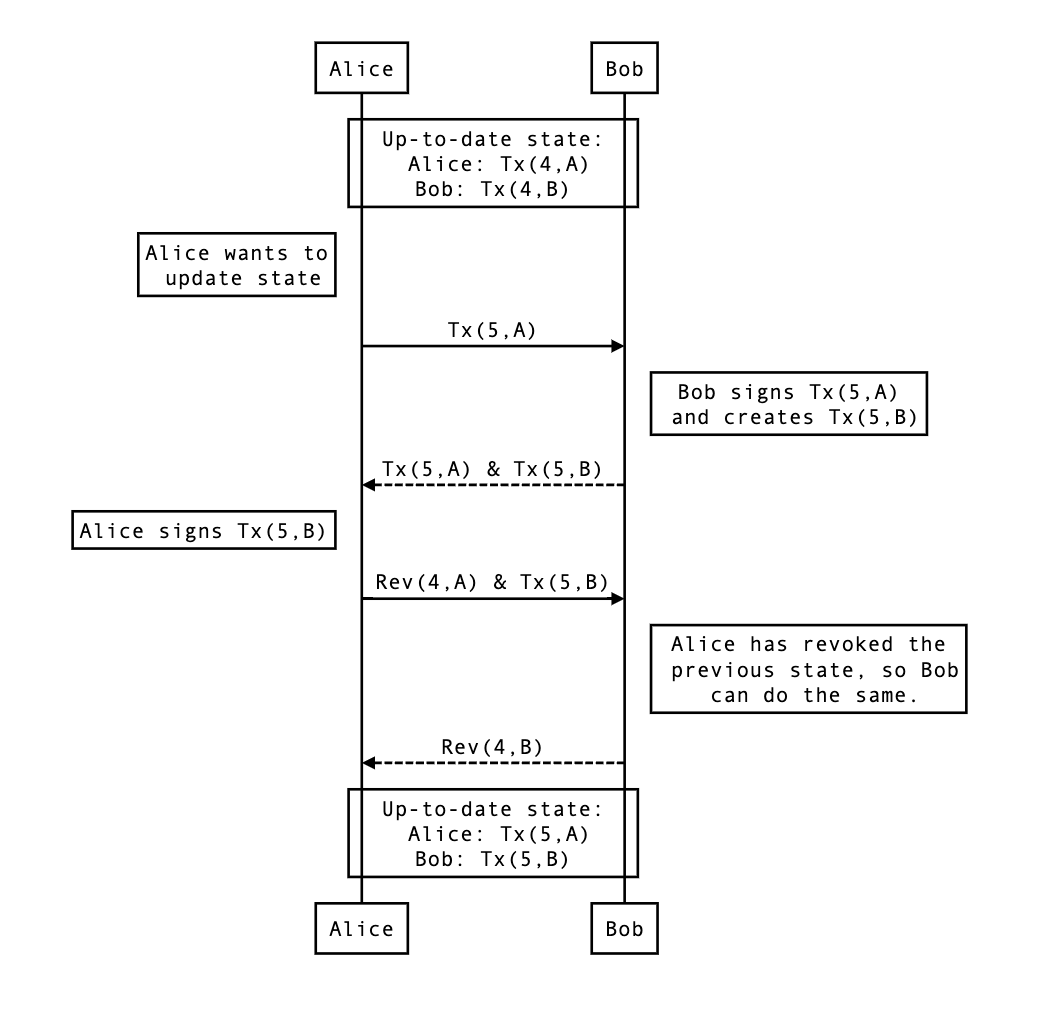 Alice
Bob
Up-to-date state:
Alice: Tx(4,A)
Bob: Tx(4,B)
Alice wants to
update state
Tx(5,A)
Bob signs Tx(5,A)
and creates Tx(5,B)
Tx(5,A) & Tx(5,B)
Alice signs Tx(5,B)
Rev(4,A) & Tx(5,B)
Alice has revoked the
previous state, so Bob
can do the same.
Rev(4,B)
Up-to-date state:
Alice: Tx(5,A)
Bob: Tx(5,B)
Alice
Bob